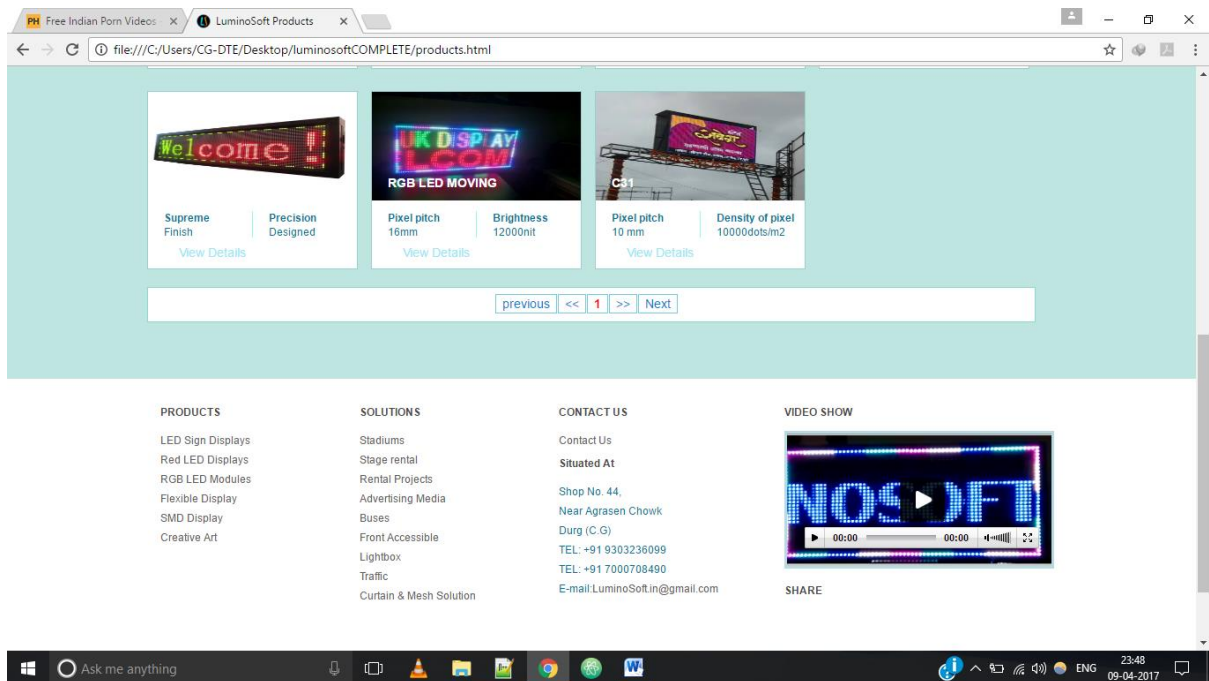 PH Free Indian Porn Videos
LuminoSoft Products
file:///C:/Users/CG-DTE/Desktop/luminosoftCOMPLETE/products.html
Welcome !
UK DISPLAY
LCOM
RGB LED MOVING
C31
Supreme Precision
Finish Designed
View Details
Pixel pitch Brightness
16mm 12000nit
View Details
Pixel pitch Density of pixel
10 mm 10000dots/m2
View Details
previous << 1 >> Next
PRODUCTS
LED Sign Displays
Red LED Displays
RGB LED Modules
Flexible Display
SMD Display
Creative Art
SOLUTIONS
Stadiums
Stage rental
Rental Projects
Advertising Media
Buses
Front Accessible
Lightbox
Traffic
Curtain & Mesh Solution
CONTACT US
Contact Us
Situated At
Shop No. 44,
Near Agrasen Chowk
Durg (C.G)
TEL: +91 9303236099
TEL: +91 7000708490
E-mail:LuminoSoft.in@gmail.com
VIDEO SHOW
NOSOFT
00:00 00:00
SHARE
Ask me anything
W
ENG
23:48
09-04-2017